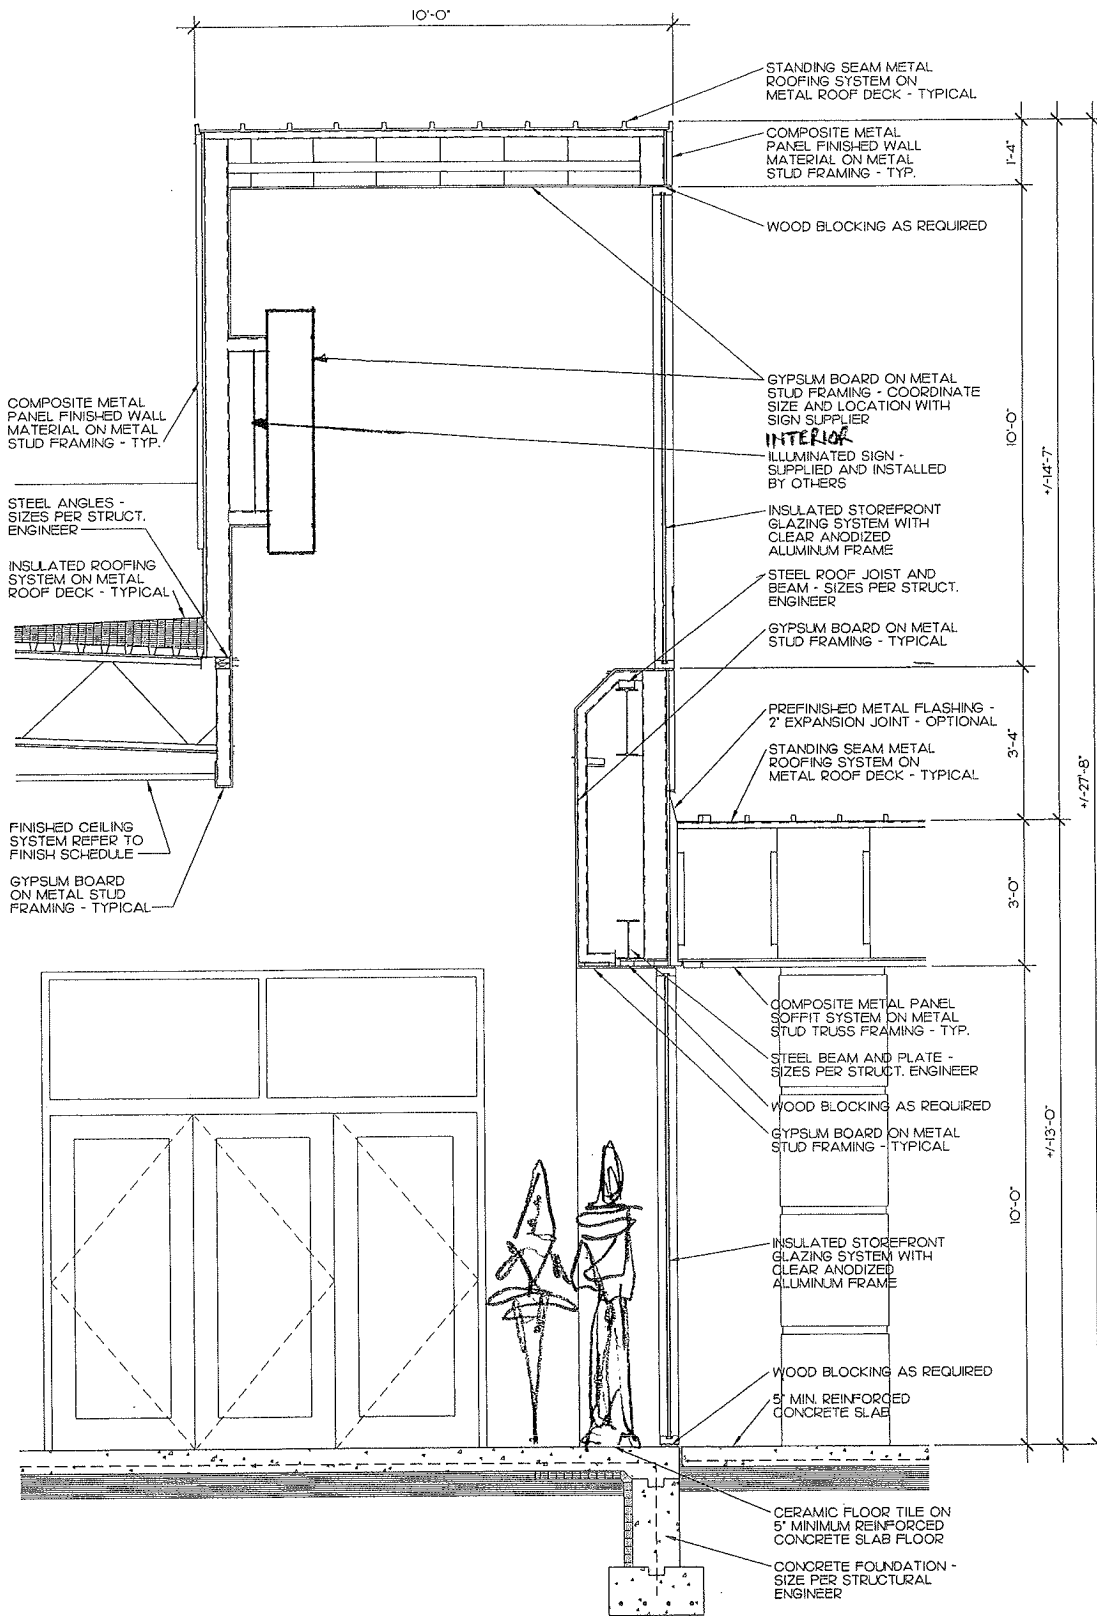 10'-0"
STANDING SEAM METAL
ROOFING SYSTEM ON
METAL ROOF DECK - TYPICAL
COMPOSITE METAL
PANEL FINISHED WALL
MATERIAL ON METAL
STUD FRAMING - TYP.
1'-4"
WOOD BLOCKING AS REQUIRED
GYPSUM BOARD ON METAL
STUD FRAMING - COORDINATE
SIZE AND LOCATION WITH
SIGN SUPPLIER
INTERIOR
ILLUMINATED SIGN -
SUPPLIED AND INSTALLED
BY OTHERS
10'-0"
+/-14'-7"
COMPOSITE METAL
PANEL FINISHED WALL
MATERIAL ON METAL
STUD FRAMING - TYP.
STEEL ANGLES -
SIZES PER STRUCT.
ENGINEER
INSULATED ROOFING
SYSTEM ON METAL
ROOF DECK - TYPICAL
INSULATED STOREFRONT
GLAZING SYSTEM WITH
CLEAR ANODIZED
ALUMINUM FRAME
STEEL ROOF JOIST AND
BEAM - SIZES PER STRUCT.
ENGINEER
GYPSUM BOARD ON METAL
STUD FRAMING - TYPICAL
PREFINISHED METAL FLASHING -
2" EXPANSION JOINT - OPTIONAL
STANDING SEAM METAL
ROOFING SYSTEM ON
METAL ROOF DECK - TYPICAL
3'-4"
+/-27'-8"
FINISHED CEILING
SYSTEM REFER TO
FINISH SCHEDULE
GYPSUM BOARD
ON METAL STUD
FRAMING - TYPICAL
3'-0"
COMPOSITE METAL PANEL
SOFFIT SYSTEM ON METAL
STUD TRUSS FRAMING - TYP.
STEEL BEAM AND PLATE -
SIZES PER STRUCT. ENGINEER
WOOD BLOCKING AS REQUIRED
GYPSUM BOARD ON METAL
STUD FRAMING - TYPICAL
+/-13'-0"
10'-0"
INSULATED STOREFRONT
GLAZING SYSTEM WITH
CLEAR ANODIZED
ALUMINUM FRAME
WOOD BLOCKING AS REQUIRED
5" MIN. REINFORCED
CONCRETE SLAB
CERAMIC FLOOR TILE ON
5" MINIMUM REINFORCED
CONCRETE SLAB FLOOR
CONCRETE FOUNDATION -
SIZE PER STRUCTURAL
ENGINEER